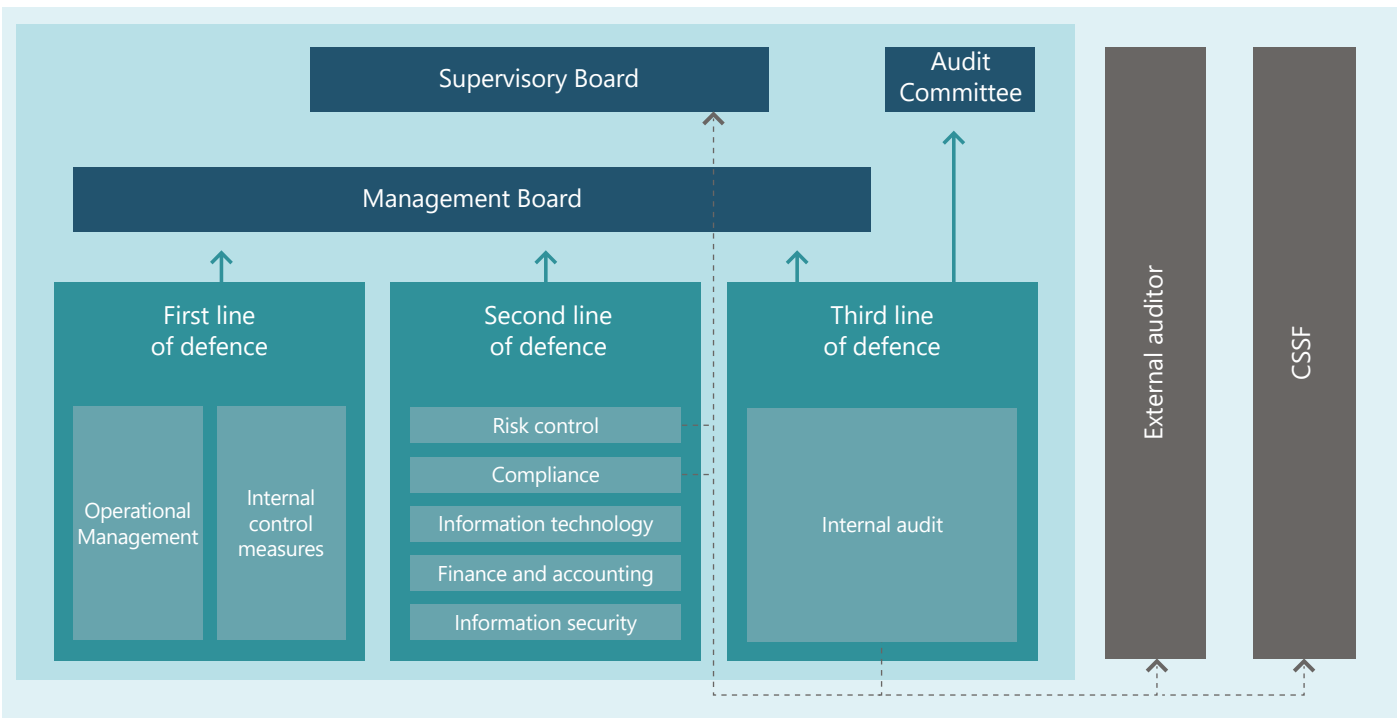 Supervisory Board
Audit
Committee
Management Board
First line
of defence
Operational
Management
Internal
control
measures
Second line
of defence
Risk control
Compliance
Information technology
Finance and accounting
Information security
Third line
of defence
Internal audit
External auditor
CSSF